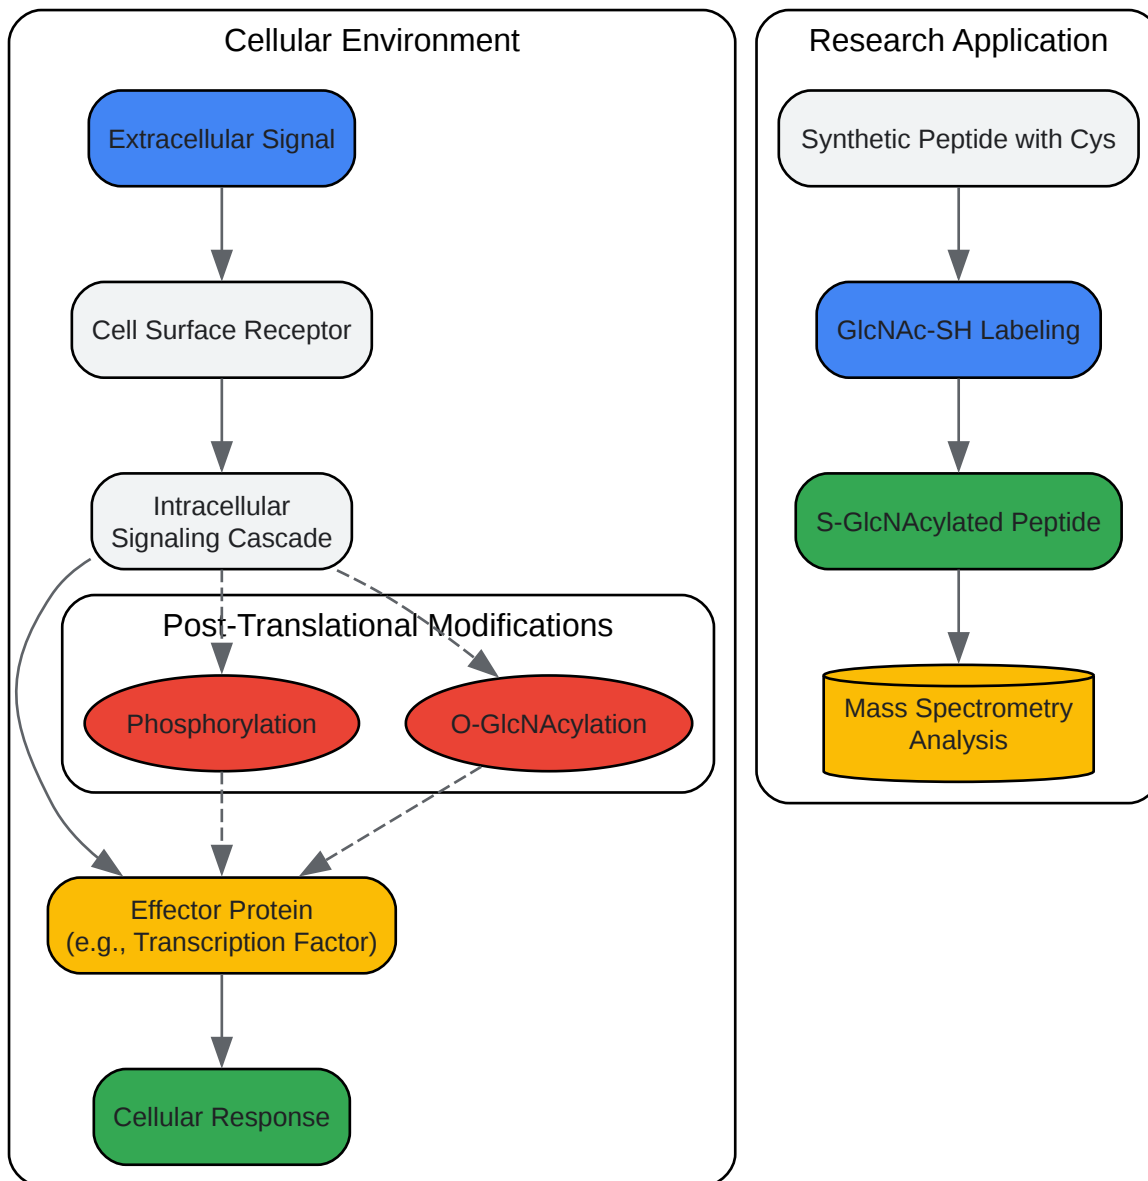 Cellular Environment
Extracellular Signal
Cell Surface Receptor
Intracellular
Signaling Cascade
Post-Translational Modifications
Phosphorylation
O-GlcNAcylation
Effector Protein
(e.g., Transcription Factor)
Cellular Response
Research Application
Synthetic Peptide with Cys
GlcNAc-SH Labeling
S-GlcNAcylated Peptide
Mass Spectrometry
Analysis